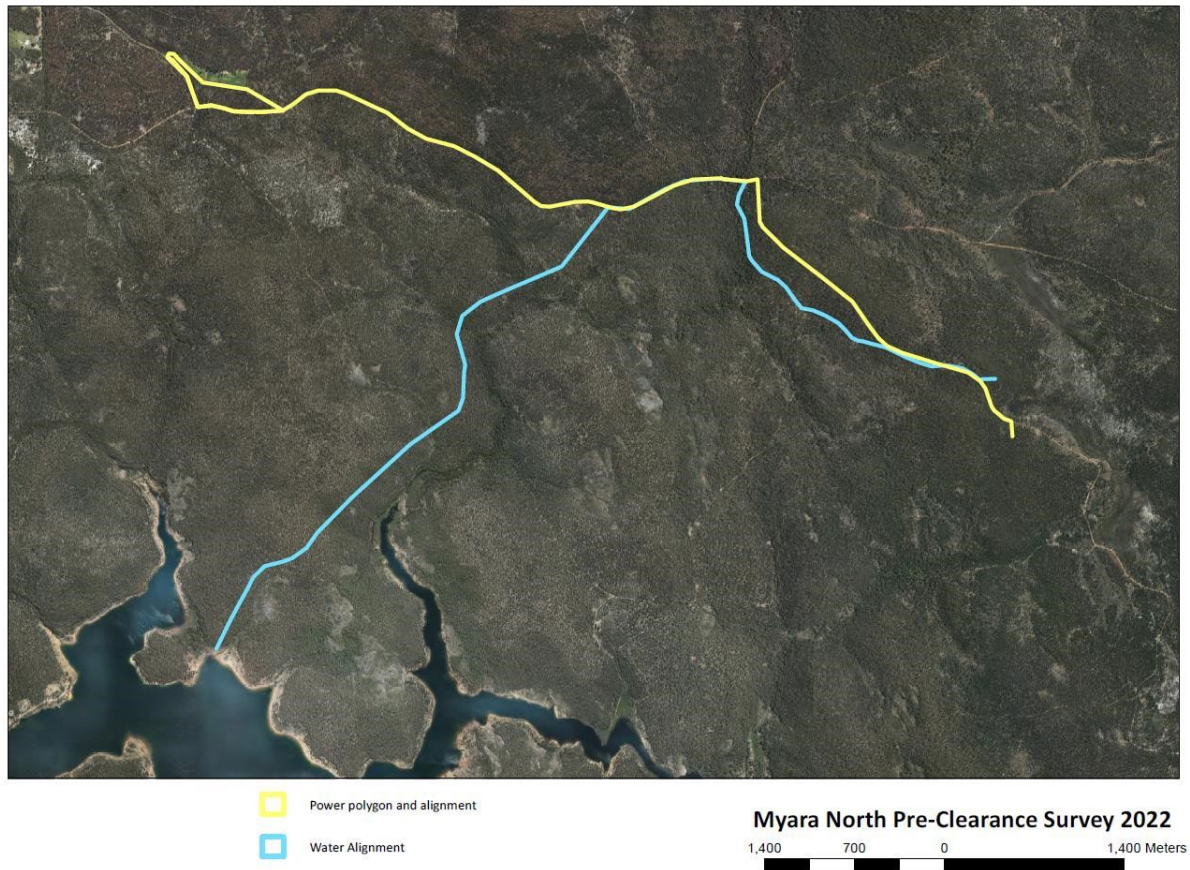 Power polygon and alignment
Water Alignment
Myara North Pre-Clearance Survey 2022
1,400 700 0 1,400 Meters